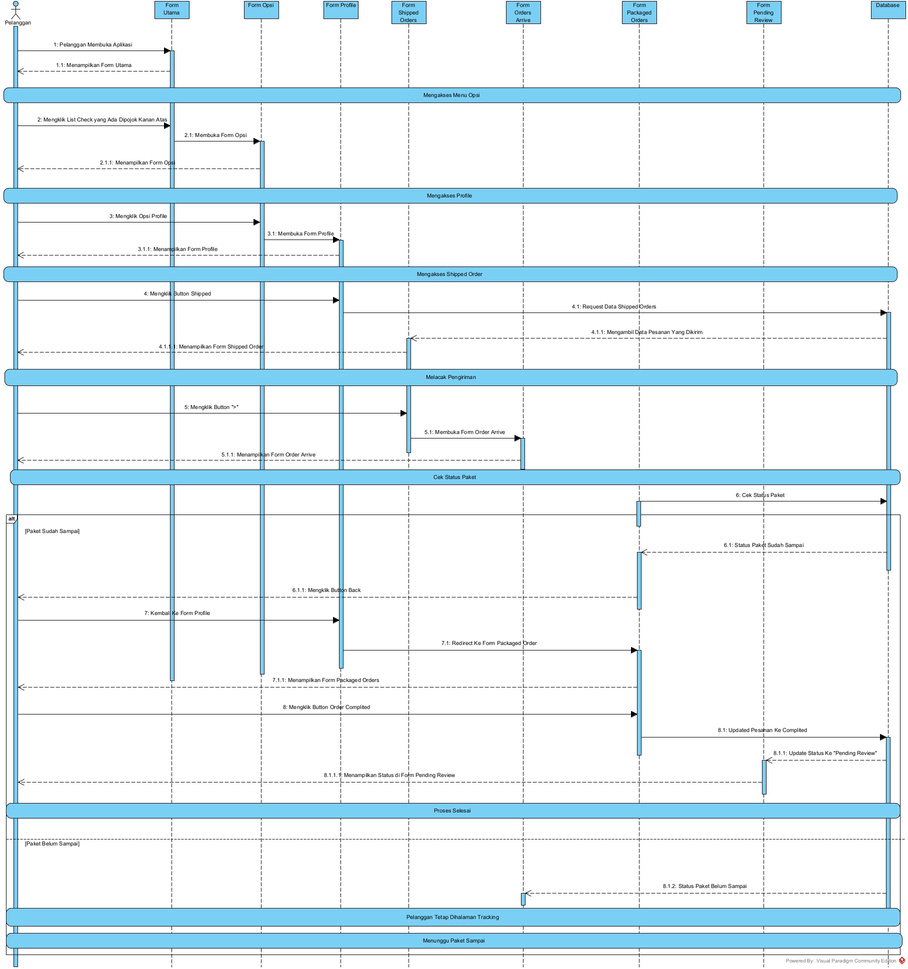 Pelanggan
Form
Utama
Form Opsi
Form Profile
Form
Shipped
Orders
Form
Orders
Arrive
Form
Packaged
Orders
Form
Pending
Review
Database
1: Pelanggan Membuka Aplikasi
1.1: Menampilkan Form Utama
Mengakses Menu Opsi
2: Mengklik List Check yang Ada Dipojok Kanan Atas
2.1: Membuka Form Opsi
2.1.1: Menampilkan Form Opsi
Mengakses Profile
3: Mengklik Opsi Profile
3.1: Membuka Form Profile
3.1.1: Menampilkan Form Profile
Mengakses Shipped Order
4: Mengklik Button Shipped
4.1: Request Data Shipped Orders
4.1.1: Mengambil Data Pesanan Yang Dikirim
4.1.1.1: Menampilkan Form Shipped Order
Melacak Pengiriman
5: Mengklik Button ">"
5.1: Membuka Form Order Arrive
5.1.1: Menampilkan Form Order Arrive
Cek Status Paket
6: Cek Status Paket
alt
[Paket Sudah Sampai]
6.1: Status Paket Sudah Sampai
6.1.1: Mengklik Button Back
7: Kembali Ke Form Profile
7.1: Redirect Ke Form Packaged Order
7.1.1: Menampilkan Form Packaged Orders
8: Mengklik Button Order Complited
8.1: Updated Pesanan Ke Complited
8.1.1: Update Status Ke "Pending Review"
8.1.1.1: Menampilkan Status di Form Pending Review
Proses Selesai
[Paket Belum Sampai]
8.1.2: Status Paket Belum Sampai
Pelanggan Tetap Dihalaman Tracking
Menunggu Paket Sampai
Powered By: Visual Paradigm Community Edition